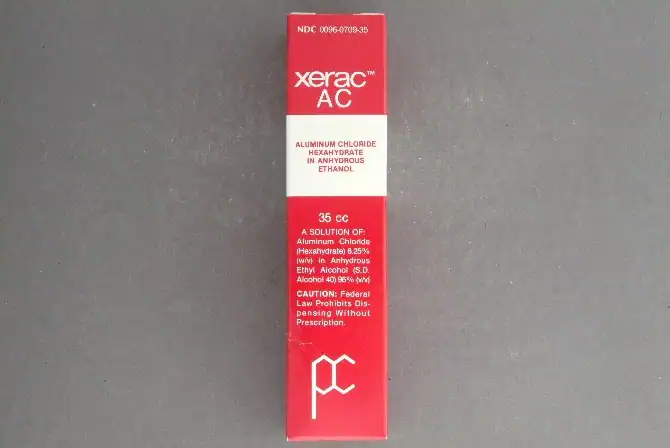 NDC 0096-0709-35
xerac™
AC
ALUMINUM CHLORIDE
HEXAHYDRATE
IN ANHYDROUS
ETHANOL
35 cc
A SOLUTION OF:
Aluminum Chloride
(Hexahydrate) 6.25%
(w/v) in Anhydrous
Ethyl Alcohol (S.D.
Alcohol 40) 96% (v/v)
CAUTION: Federal
Law Prohibits Dis-
pensing Without
Prescription.
pc